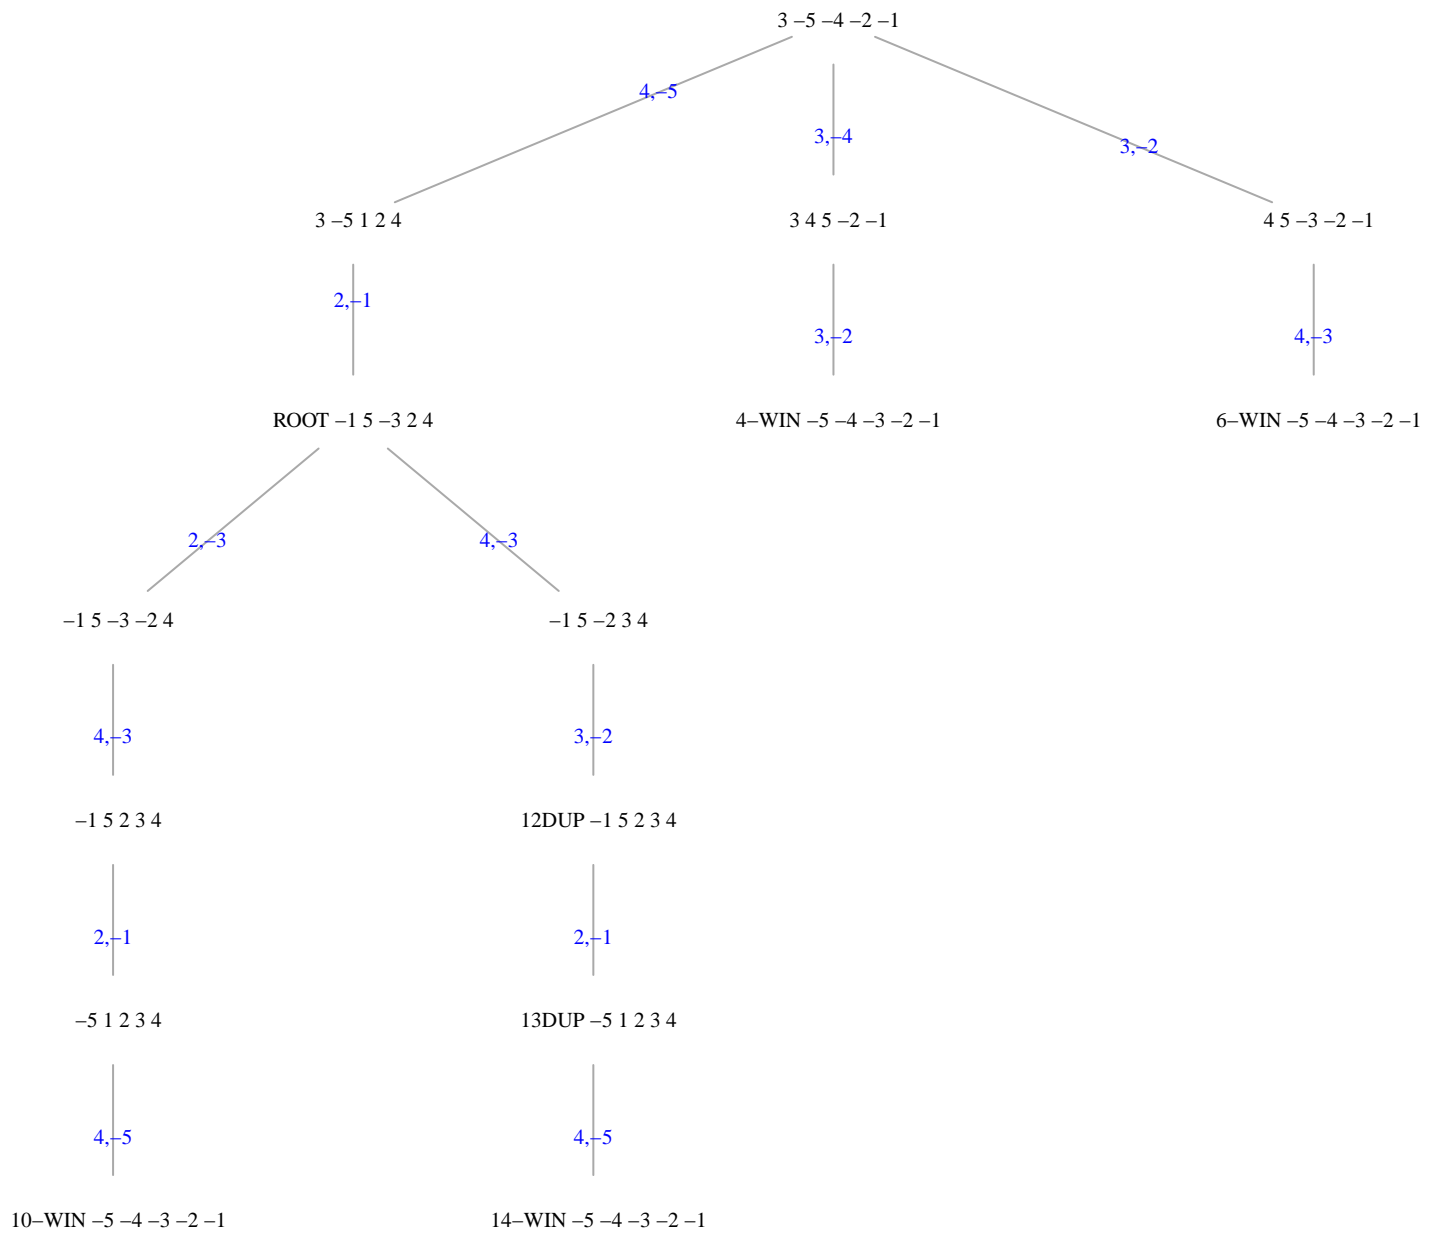 3 –5 –4 –2 –1
4,–5
3,–4
3,–2
3 –5 1 2 4
3 4 5 –2 –1
4 5 –3 –2 –1
2,–1
3,–2
4,–3
ROOT –1 5 –3 2 4
4–WIN –5 –4 –3 –2 –1
6–WIN –5 –4 –3 –2 –1
2,–3
4,–3
–1 5 –3 –2 4
–1 5 –2 3 4
4,–3
3,–2
–1 5 2 3 4
12DUP –1 5 2 3 4
2,–1
2,–1
–5 1 2 3 4
13DUP –5 1 2 3 4
4,–5
4,–5
10–WIN –5 –4 –3 –2 –1
14–WIN –5 –4 –3 –2 –1